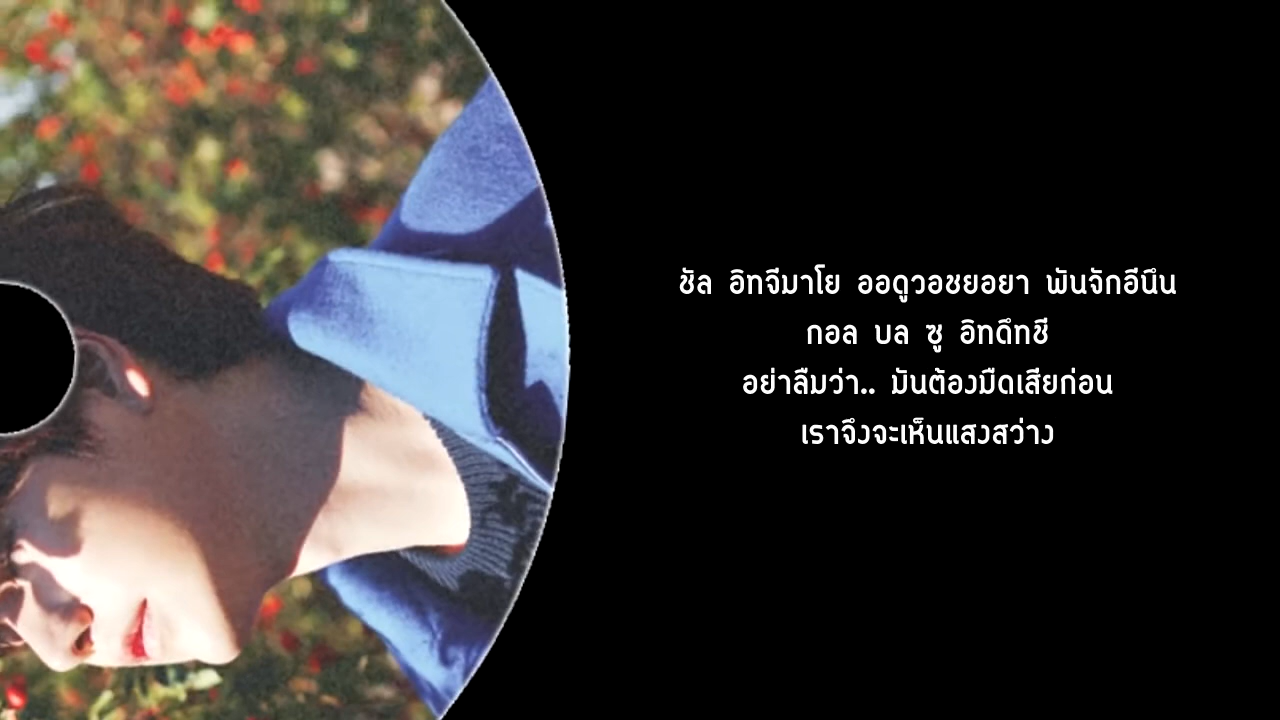 ชัล อิทจีมาโย ออดูวอชยอยา พันจักอีนึน
กอล บล ซู อิทดึทชี
อย่าลืมว่า.. มันต้องมืดเสียก่อน
เราจึงจะเห็นแสงสว่าง